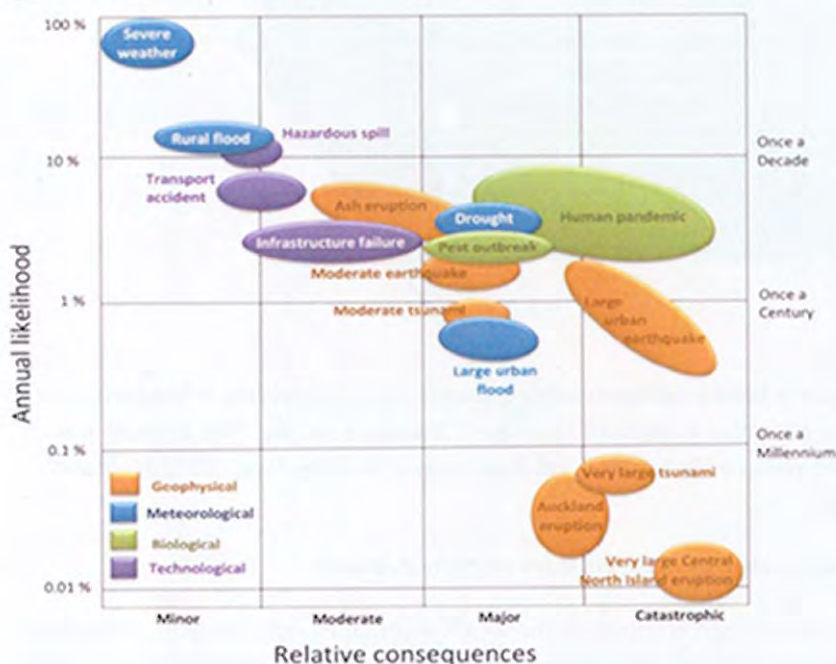 100 %
Severe
weather
Rural flood
Hazardous spill
Once a
Decade
10 %
Transport
accident
Ash eruption
Drought
Human pandemic
Infrastructure failure
Pest outbreak
Moderate earthquake
1 %
Once a
Century
Moderate tsunami
Large
urban
earthquake
Large urban
flood
Annual likelihood
0.1 %
Once a
Millennium
Very large tsunami
Auckland
eruption
Very large Central
North Island eruption
Geophysical
Meteorological
Biological
Technological
0.01 %
Minor
Moderate
Major
Catastrophic
Relative consequences